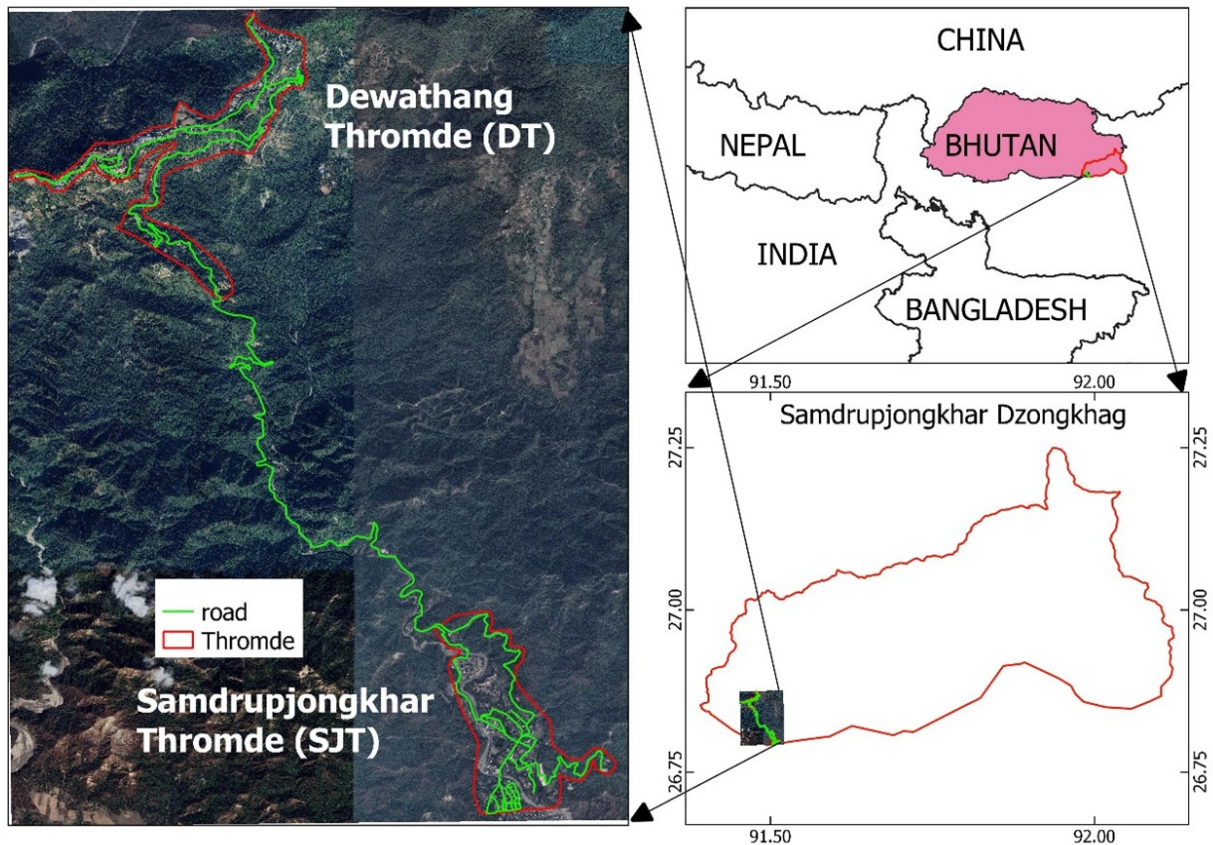 Dewathang
Thromde (DT)
road
Thromde
Samdrupjongkhar
Thromde (SJT)
CHINA
NEPAL
BHUTAN
INDIA
BANGLADESH
91.50
92.00
Samdrupjongkhar Dzongkhag
27.25
27.25
27.00
27.00
26.75
26.75
91.50
92.00